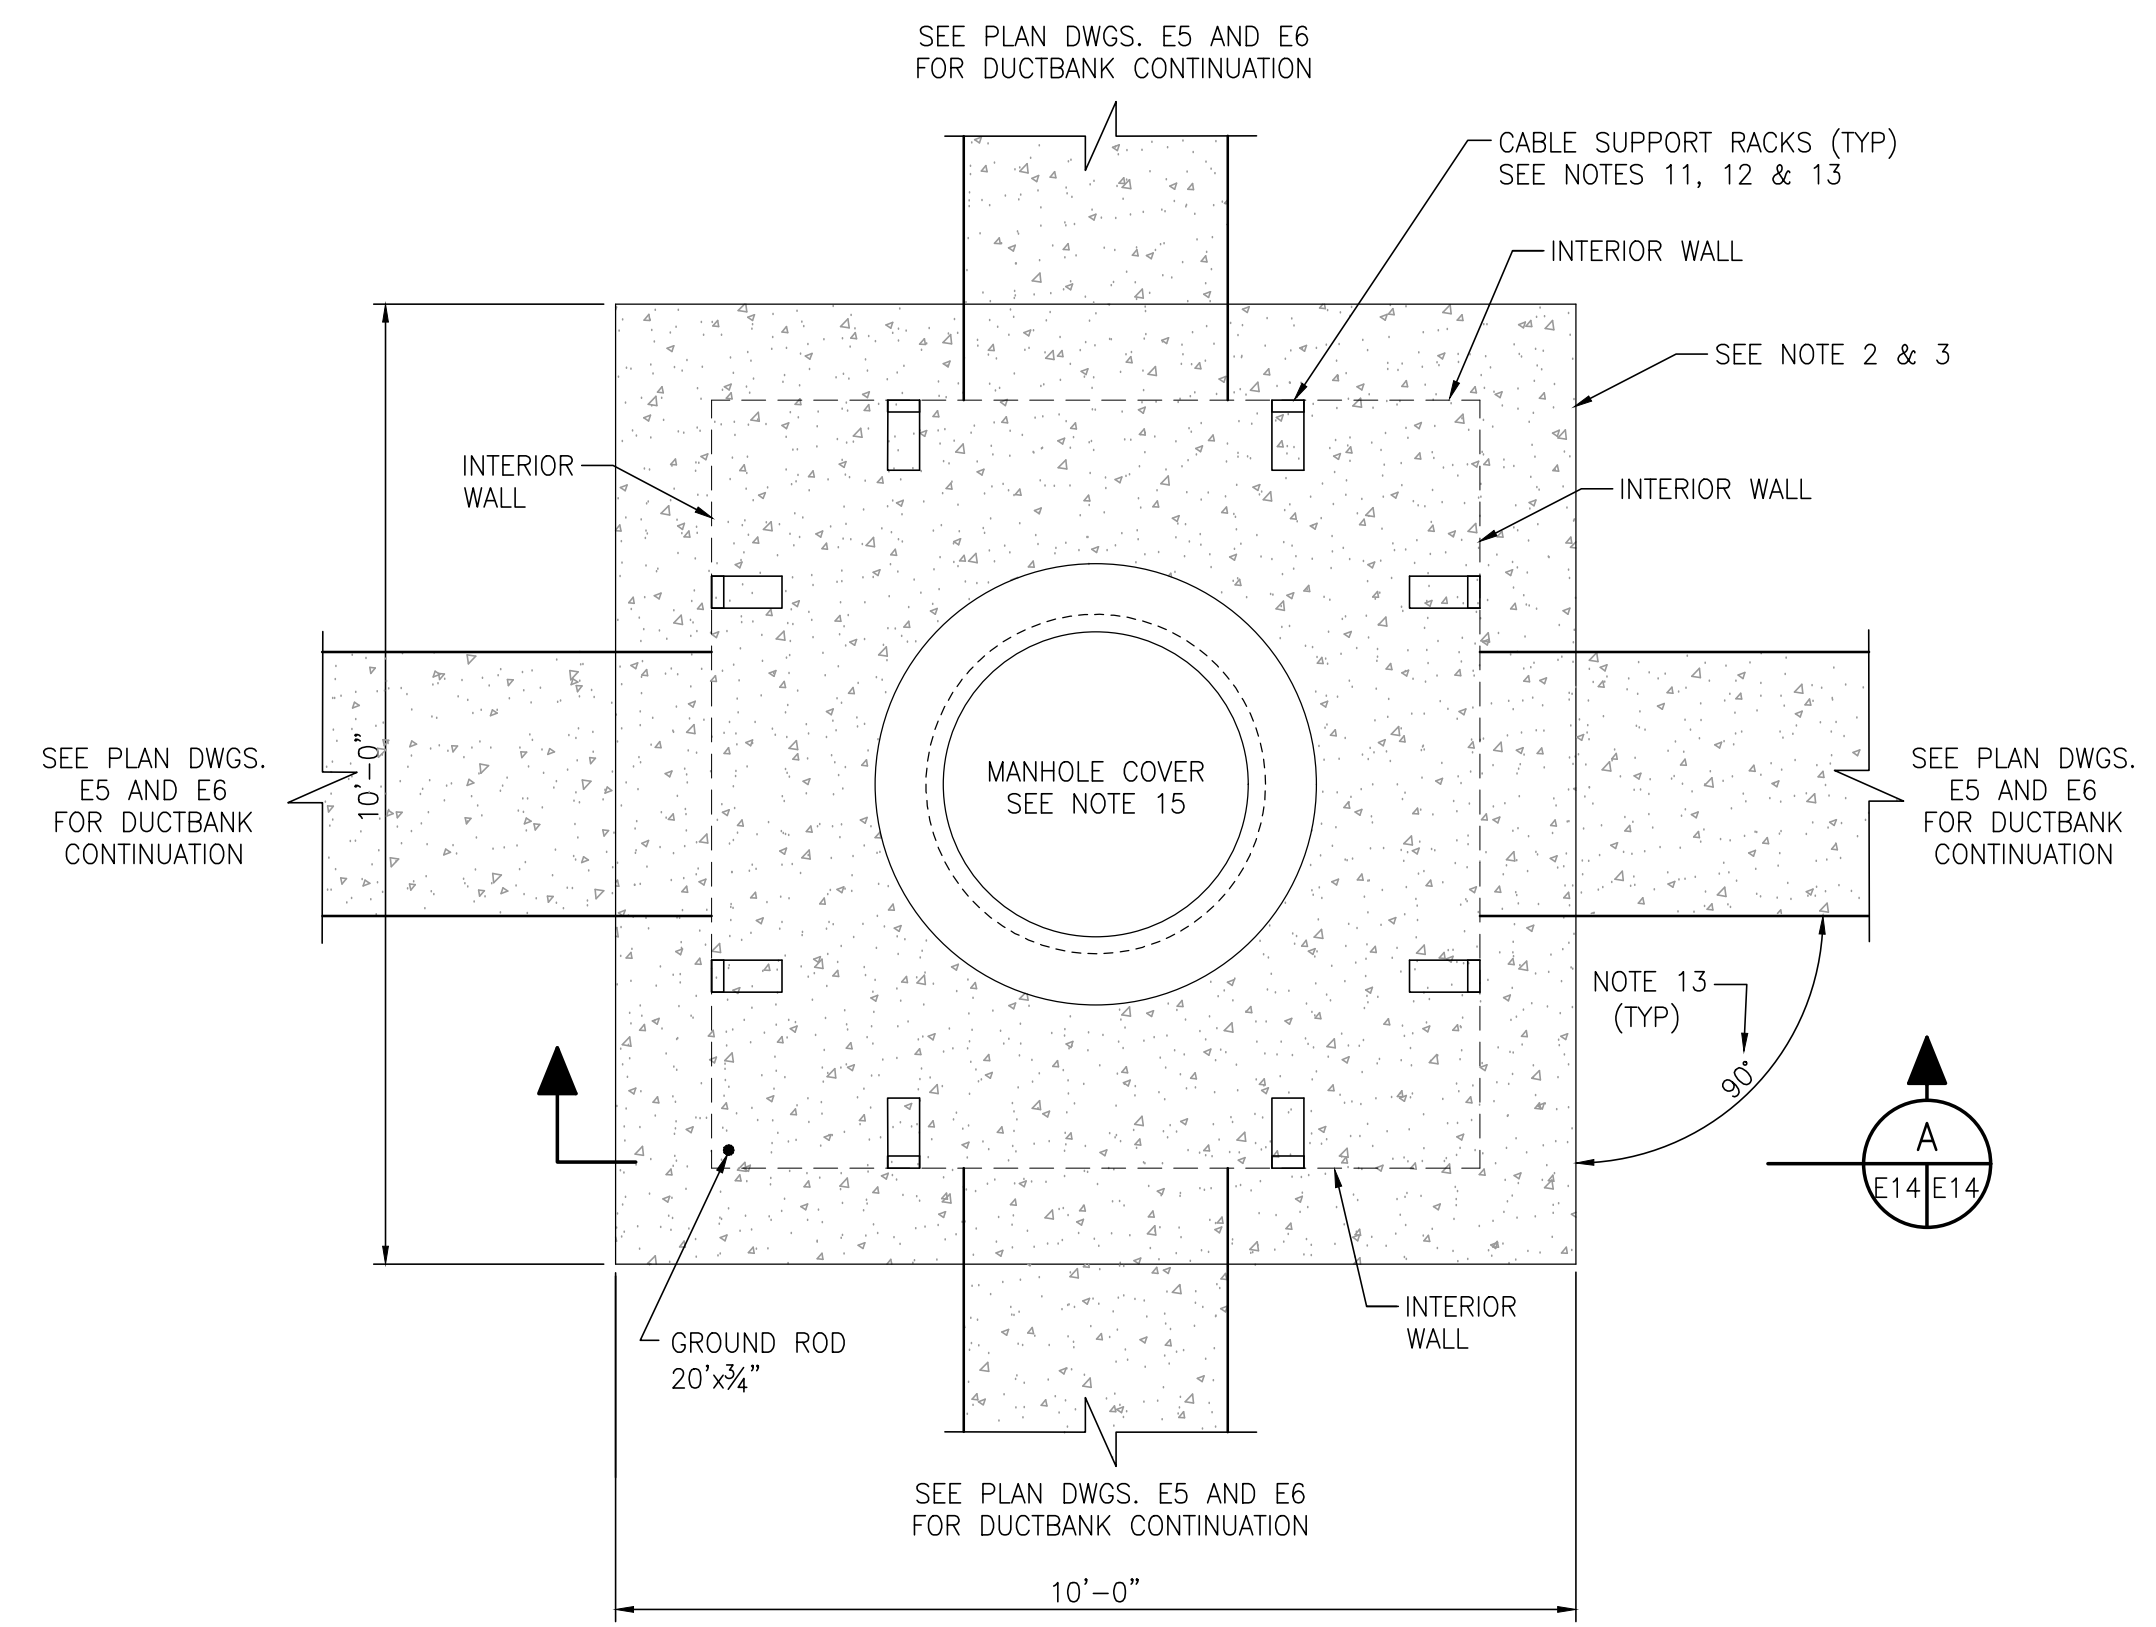 SEE PLAN DWGS. E5 AND E6
FOR DUCTBANK CONTINUATION
CABLE SUPPORT RACKS (TYP)
SEE NOTES 11, 12 & 13
INTERIOR WALL
SEE NOTE 2 & 3
INTERIOR
WALL
INTERIOR WALL
SEE PLAN DWGS.
E5 AND E6
FOR DUCTBANK
CONTINUATION
10'-0"
MANHOLE COVER
SEE NOTE 15
SEE PLAN DWGS.
E5 AND E6
FOR DUCTBANK
CONTINUATION
NOTE 13
(TYP)
90°
A
E14 E14
INTERIOR
WALL
GROUND ROD
20'x¾"
SEE PLAN DWGS. E5 AND E6
FOR DUCTBANK CONTINUATION
10'-0"